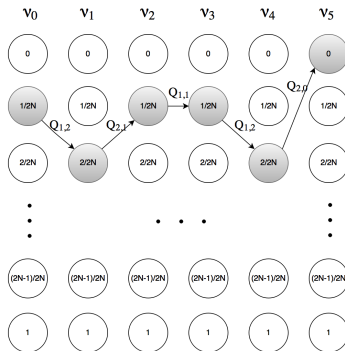 ν0 ν1 ν2 ν3 ν4 ν5
0 0 0 0 0 0
Q2,0
Q1,1
1/2N 1/2N 1/2N 1/2N 1/2N 1/2N
Q1,2 Q2,1 Q1,2
2/2N 2/2N 2/2N 2/2N 2/2N 2/2N
(2N-1)/2N (2N-1)/2N (2N-1)/2N (2N-1)/2N (2N-1)/2N (2N-1)/2N
1 1 1 1 1 1